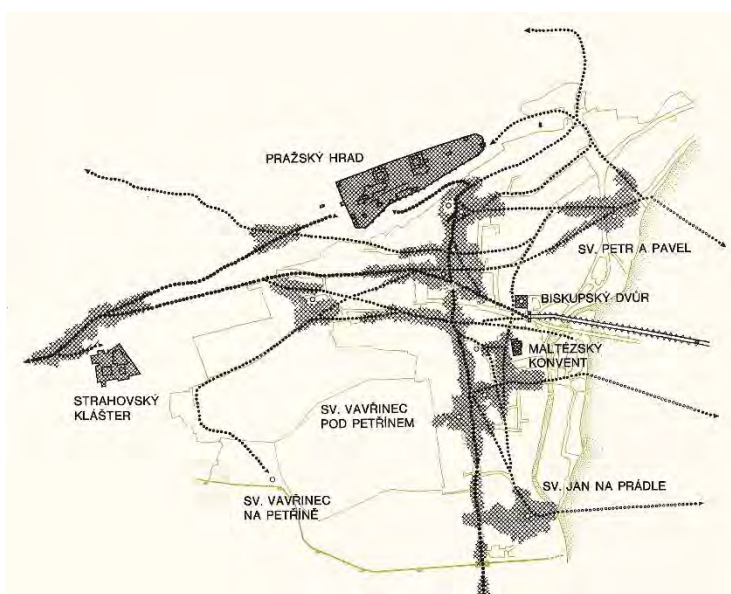 PRAŽSKÝ HRAD
SV. PETR A PAVEL
BISKUPSKÝ DVŮR
MALTÉZSKÝ
KONVENT
STRAHOVSKÝ
KLÁŠTER
SV. VAVŘINEC
POD PETŘÍNEM
SV. VAVŘINEC
NA PETŘÍNĚ
SV. JAN NA PRÁDLE